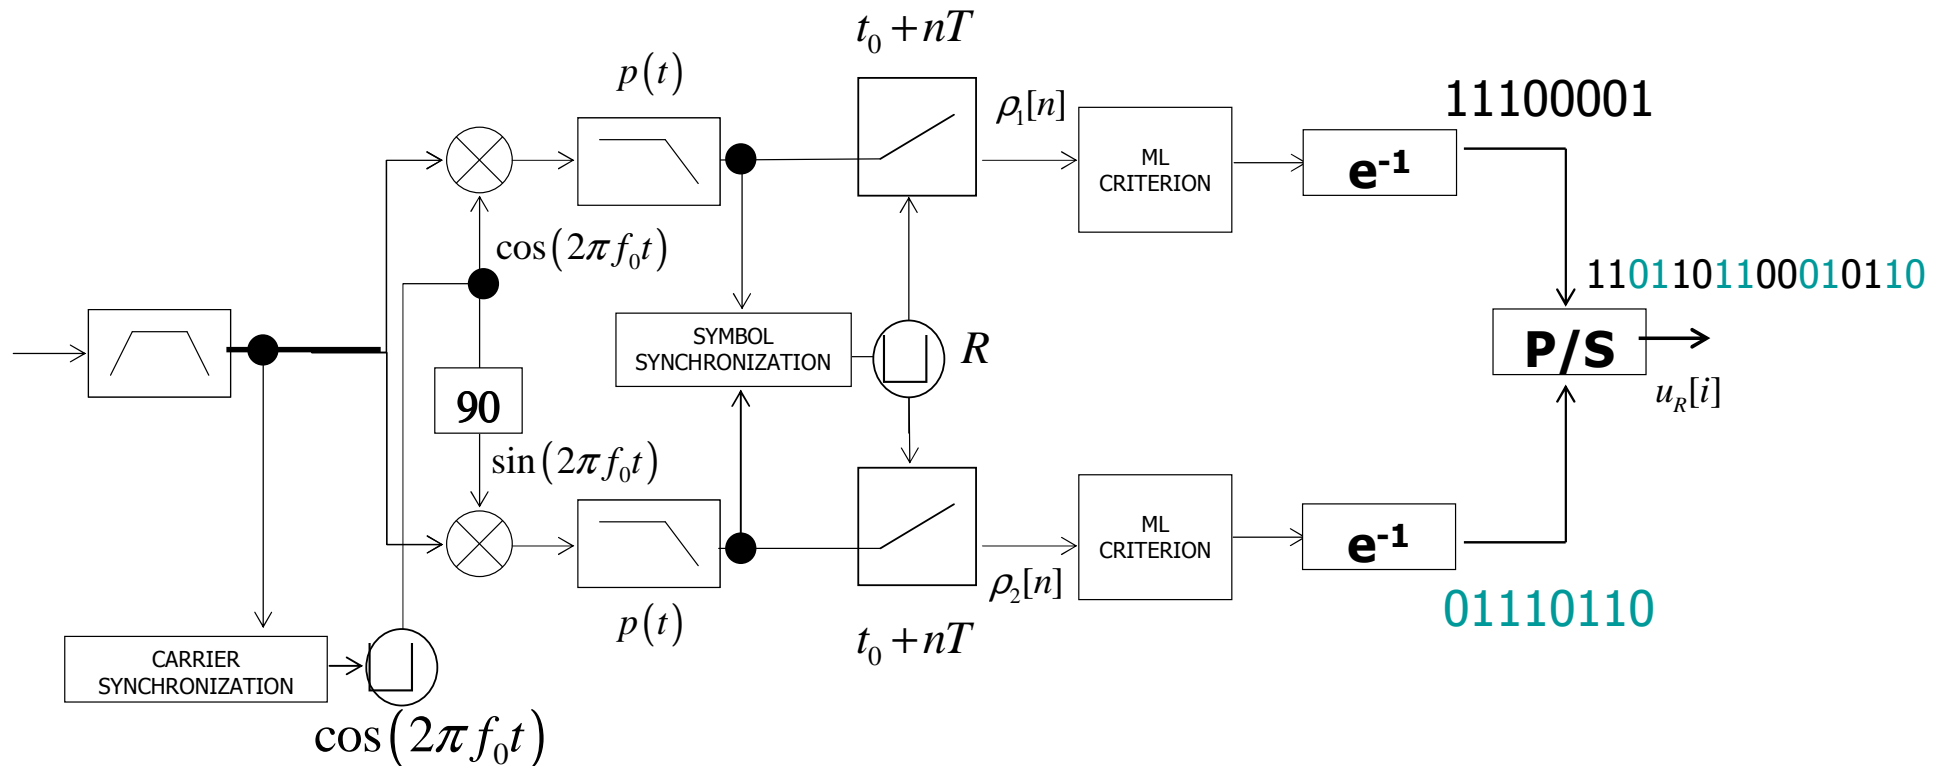 t₀ + nT
p(t)
ρ₁[n]
11100001
ML
CRITERION
e⁻¹
cos(2πf₀t)
1101101100010110
SYMBOL
SYNCHRONIZATION
R
P/S
90
u_R[i]
sin(2πf₀t)
ML
CRITERION
e⁻¹
ρ₂[n]
p(t)
01110110
t₀ + nT
CARRIER
SYNCHRONIZATION
cos(2πf₀t)